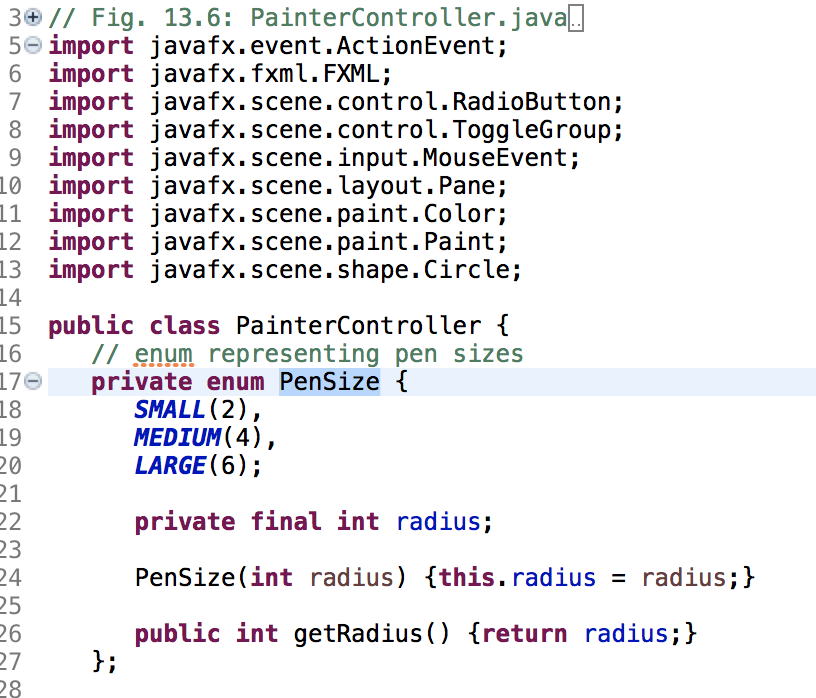 3 // Fig. 13.6: PainterController.java..
5 import javafx.event.ActionEvent;
6 import javafx.fxml.FXML;
7 import javafx.scene.control.RadioButton;
8 import javafx.scene.control.ToggleGroup;
9 import javafx.scene.input.MouseEvent;
10 import javafx.scene.layout.Pane;
11 import javafx.scene.paint.Color;
12 import javafx.scene.paint.Paint;
13 import javafx.scene.shape.Circle;
14
15 public class PainterController {
16    // enum representing pen sizes
17    private enum PenSize {
18       SMALL(2),
19       MEDIUM(4),
20       LARGE(6);
21
22       private final int radius;
23
24       PenSize(int radius) {this.radius = radius;}
25
26       public int getRadius() {return radius;}
27    };
28